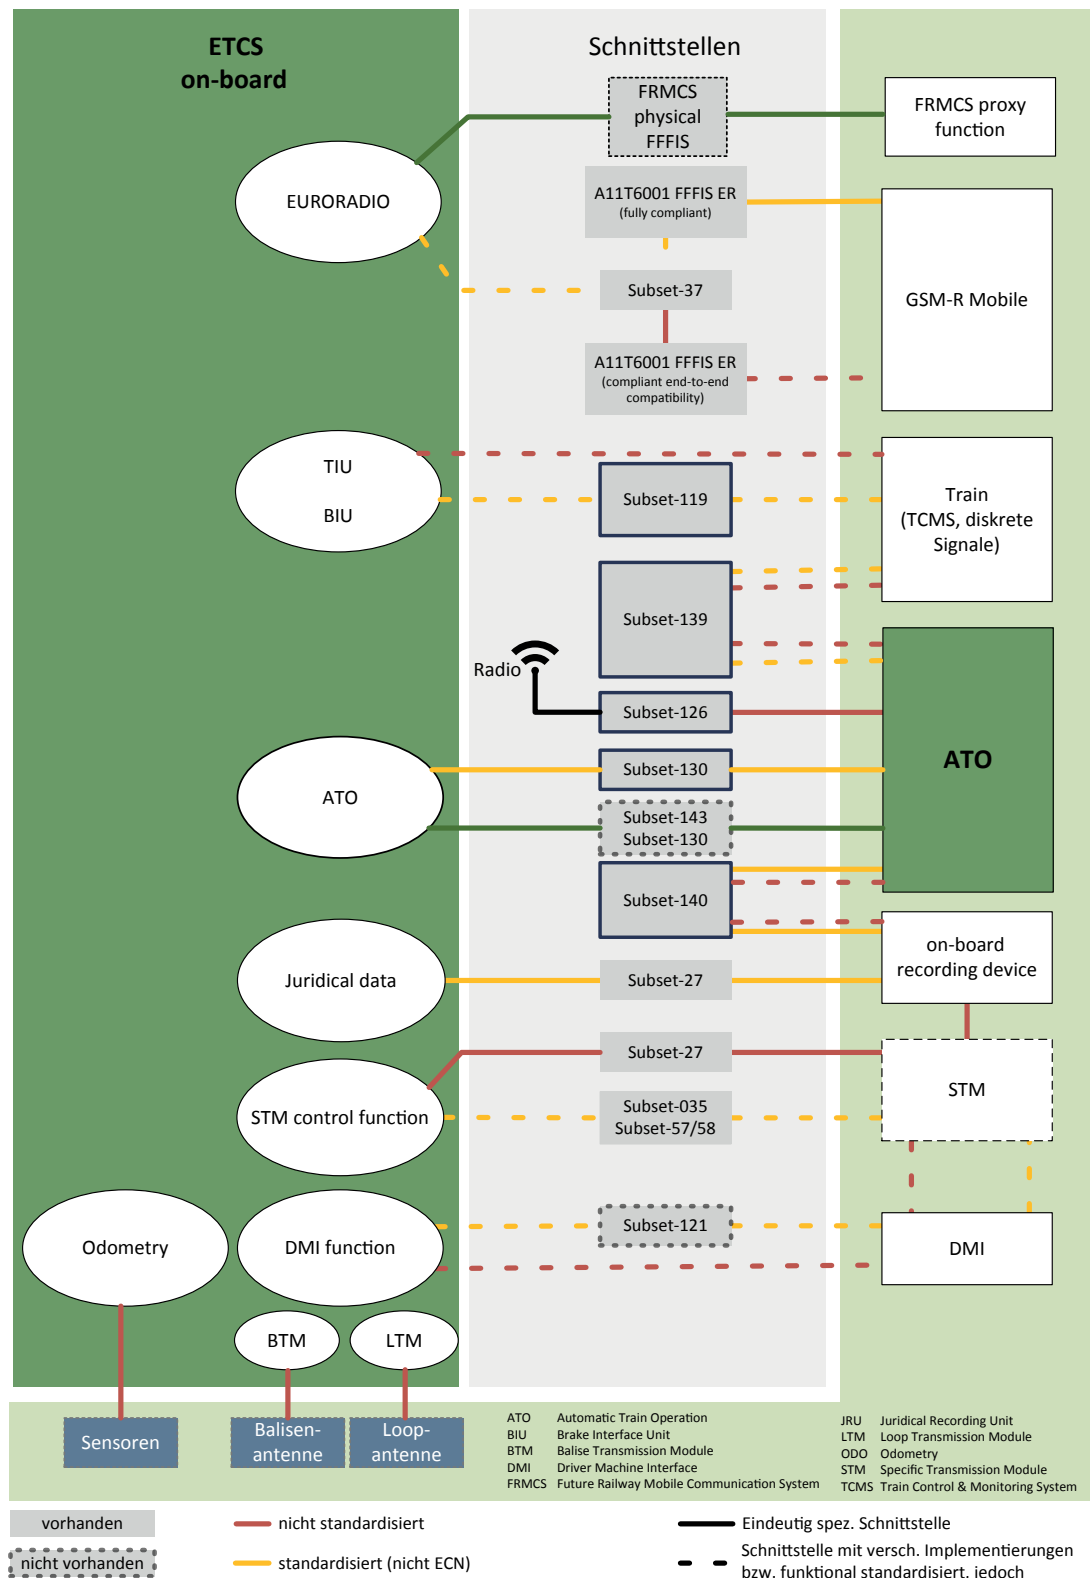 ETCS
on-board
Schnittstellen
FRMCS
physical
FFFIS
FRMCS proxy
function
EURORADIO
A11T6001 FFFIS ER
(fully compliant)
Subset-37
GSM-R Mobile
A11T6001 FFFIS ER
(compliant end-to-end
compatibility)
TIU
BIU
Subset-119
Train
(TCMS, diskrete
Signale)
Subset-139
Radio
Subset-126
ATO
Subset-130
ATO
Subset-143
Subset-130
Subset-140
on-board
recording device
Juridical data
Subset-27
Subset-27
STM
STM control function
Subset-035
Subset-57/58
Odometry
DMI function
Subset-121
DMI
BTM
LTM
Sensoren
Balisen-
antenne
Loop-
antenne
ATO Automatic Train Operation
BIU Brake Interface Unit
BTM Balise Transmission Module
DMI Driver Machine Interface
FRMCS Future Railway Mobile Communication System
JRU Juridical Recording Unit
LTM Loop Transmission Module
ODO Odometry
STM Specific Transmission Module
TCMS Train Control & Monitoring System
vorhanden
nicht vorhanden
nicht standardisiert
standardisiert (nicht ECN)
Eindeutig spez. Schnittstelle
Schnittstelle mit versch. Implementierungen
bzw. funktional standardisiert, jedoch